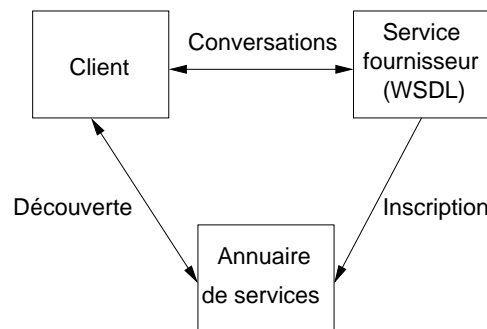 Conversations
Client
Service
fournisseur
(WSDL)
Découverte
Inscription
Annuaire
de services